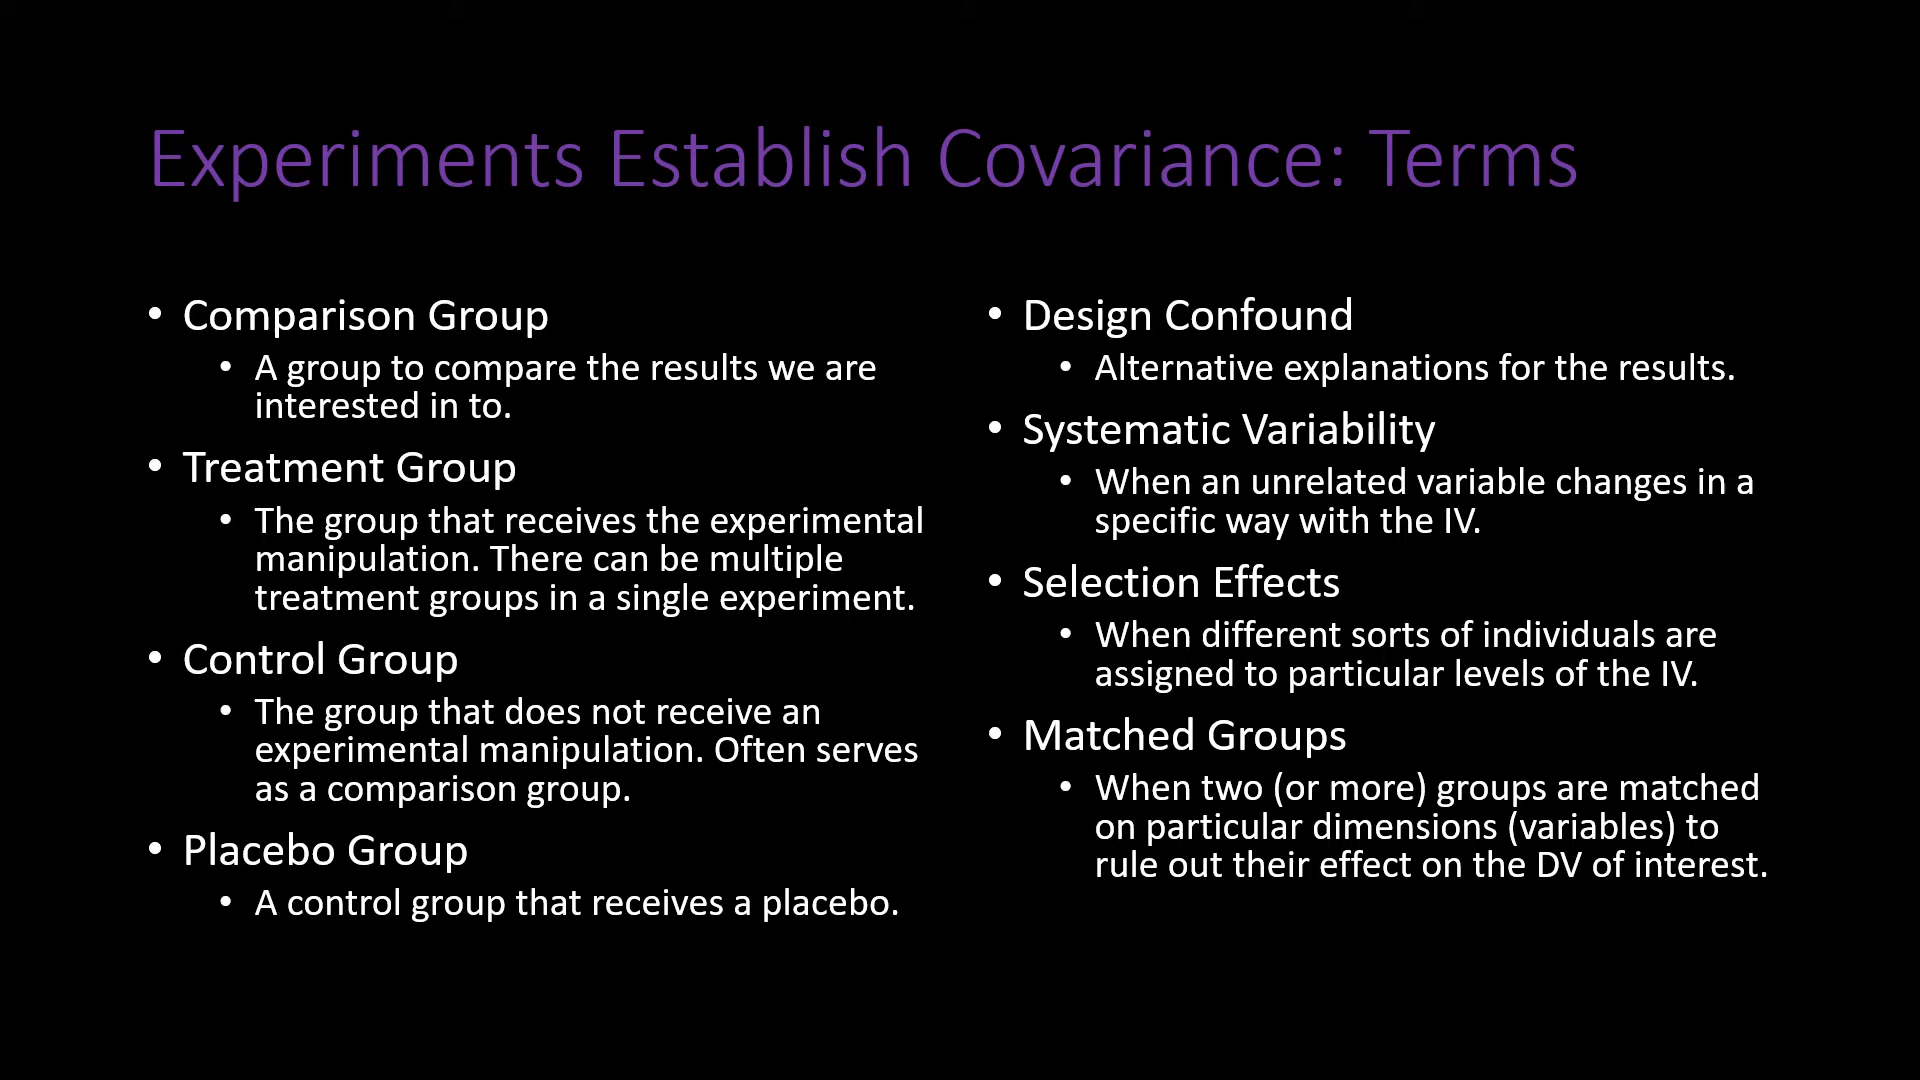 Experiments Establish Covariance: Terms
• Comparison Group
• A group to compare the results we are
interested in to.
• Treatment Group
• The group that receives the experimental
manipulation. There can be multiple
treatment groups in a single experiment.
• Control Group
• The group that does not receive an
experimental manipulation. Often serves
as a comparison group.
• Placebo Group
• A control group that receives a placebo.
• Design Confound
• Alternative explanations for the results.
• Systematic Variability
• When an unrelated variable changes in a
specific way with the IV.
• Selection Effects
• When different sorts of individuals are
assigned to particular levels of the IV.
• Matched Groups
• When two (or more) groups are matched
on particular dimensions (variables) to
rule out their effect on the DV of interest.